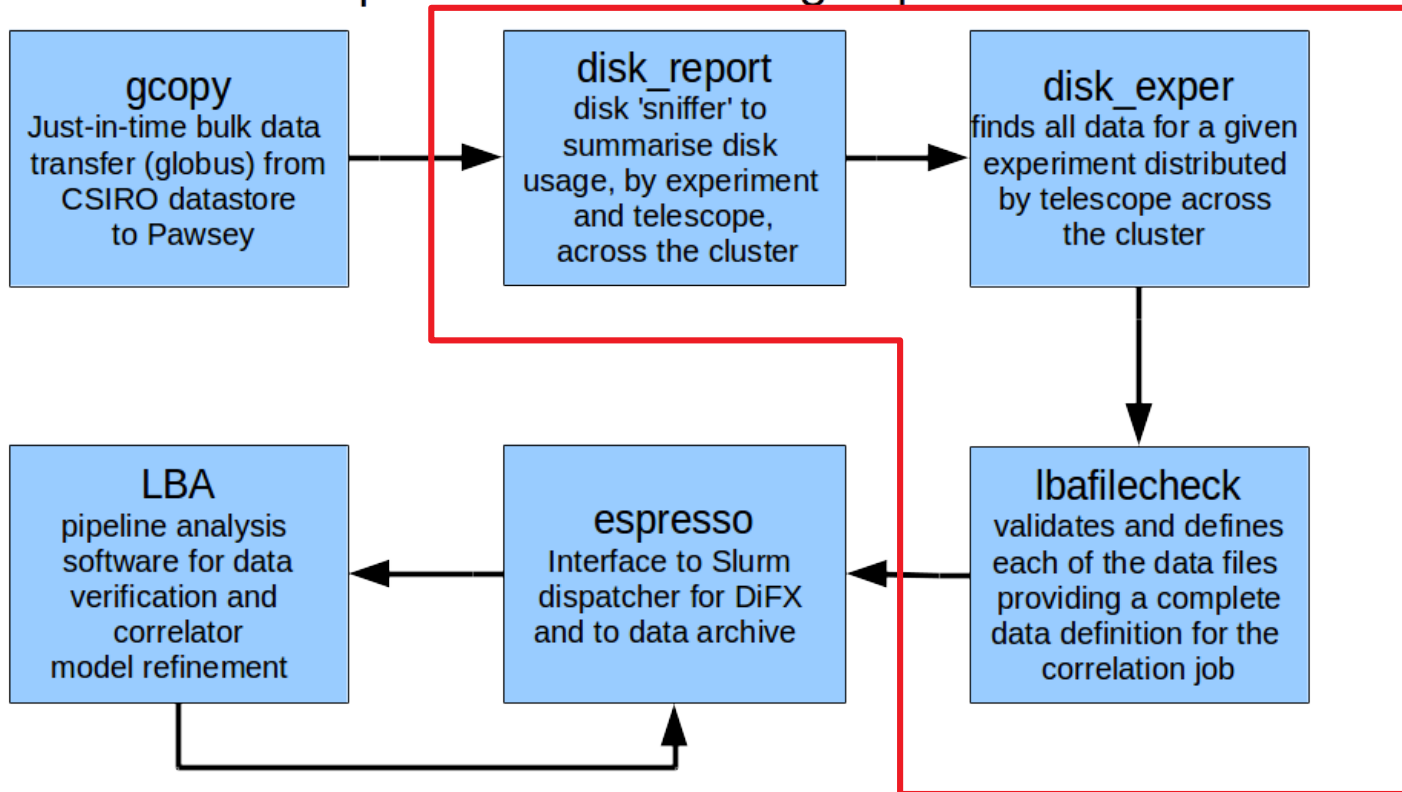 gcopy
Just-in-time bulk data
transfer (globus) from
CSIRO datastore
to Pawsey
disk_report
disk 'sniffer' to
summarise disk
usage, by experiment
and telescope,
across the cluster
disk_exper
finds all data for a given
experiment distributed
by telescope across
the cluster
LBA
pipeline analysis
software for data
verification and
correlator
model refinement
espresso
Interface to Slurm
dispatcher for DiFX
and to data archive
lbafilecheck
validates and defines
each of the data files
providing a complete
data definition for the
correlation job